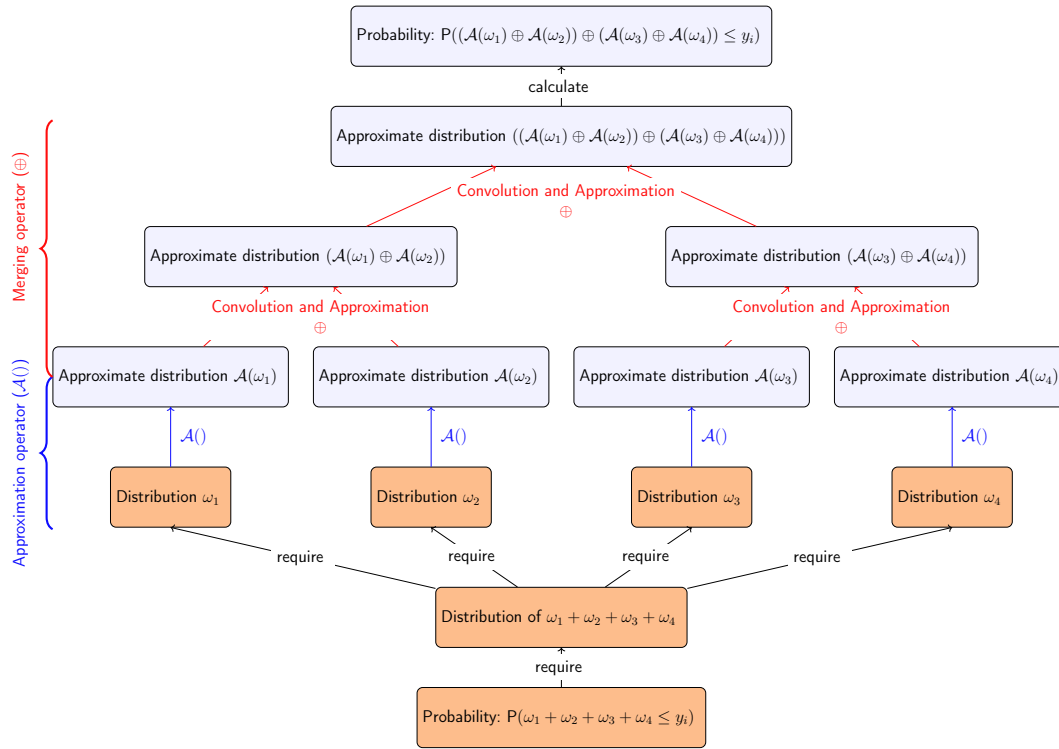 Probability: P((𝒜(ω₁) ⊕ 𝒜(ω₂)) ⊕ (𝒜(ω₃) ⊕ 𝒜(ω₄)) ≤ yᵢ)
calculate
Approximate distribution ((𝒜(ω₁) ⊕ 𝒜(ω₂)) ⊕ (𝒜(ω₃) ⊕ 𝒜(ω₄)))
Convolution and Approximation
⊕
Merging operator (⊕)
Approximate distribution (𝒜(ω₁) ⊕ 𝒜(ω₂))
Approximate distribution (𝒜(ω₃) ⊕ 𝒜(ω₄))
Convolution and Approximation
⊕
Convolution and Approximation
⊕
Approximate distribution 𝒜(ω₁)
Approximate distribution 𝒜(ω₂)
Approximate distribution 𝒜(ω₃)
Approximate distribution 𝒜(ω₄)
Approximation operator (𝒜())
𝒜()
𝒜()
𝒜()
𝒜()
Distribution ω₁
Distribution ω₂
Distribution ω₃
Distribution ω₄
require
require
require
require
Distribution of ω₁ + ω₂ + ω₃ + ω₄
require
Probability: P(ω₁ + ω₂ + ω₃ + ω₄ ≤ yᵢ)